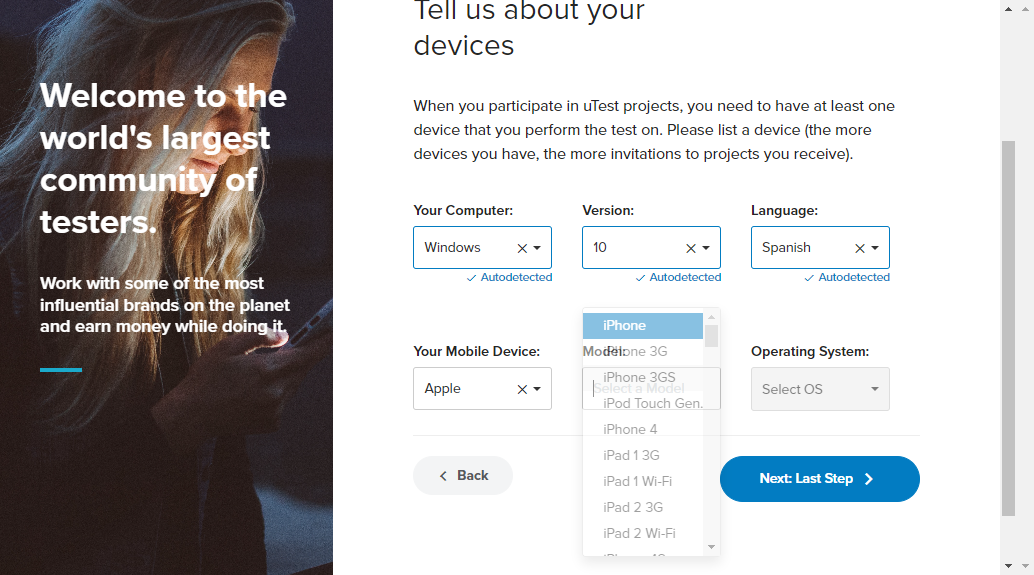 Welcome to the
world's largest
community of
testers.
Work with some of the most
influential brands on the planet
and earn money while doing it.
Tell us about your
devices
When you participate in uTest projects, you need to have at least one
device that you perform the test on. Please list a device (the more
devices you have, the more invitations to projects you receive).
Your Computer:
Version:
Language:
Windows
10
Spanish
Autodetected
Autodetected
Autodetected
Your Mobile Device:
Model:
Operating System:
Apple
Select a Model
Select OS
iPhone
iPhone 3G
iPhone 3GS
iPod Touch Gen.
iPhone 4
iPad 1 3G
iPad 1 Wi-Fi
iPad 2 3G
iPad 2 Wi-Fi
Back
Next: Last Step